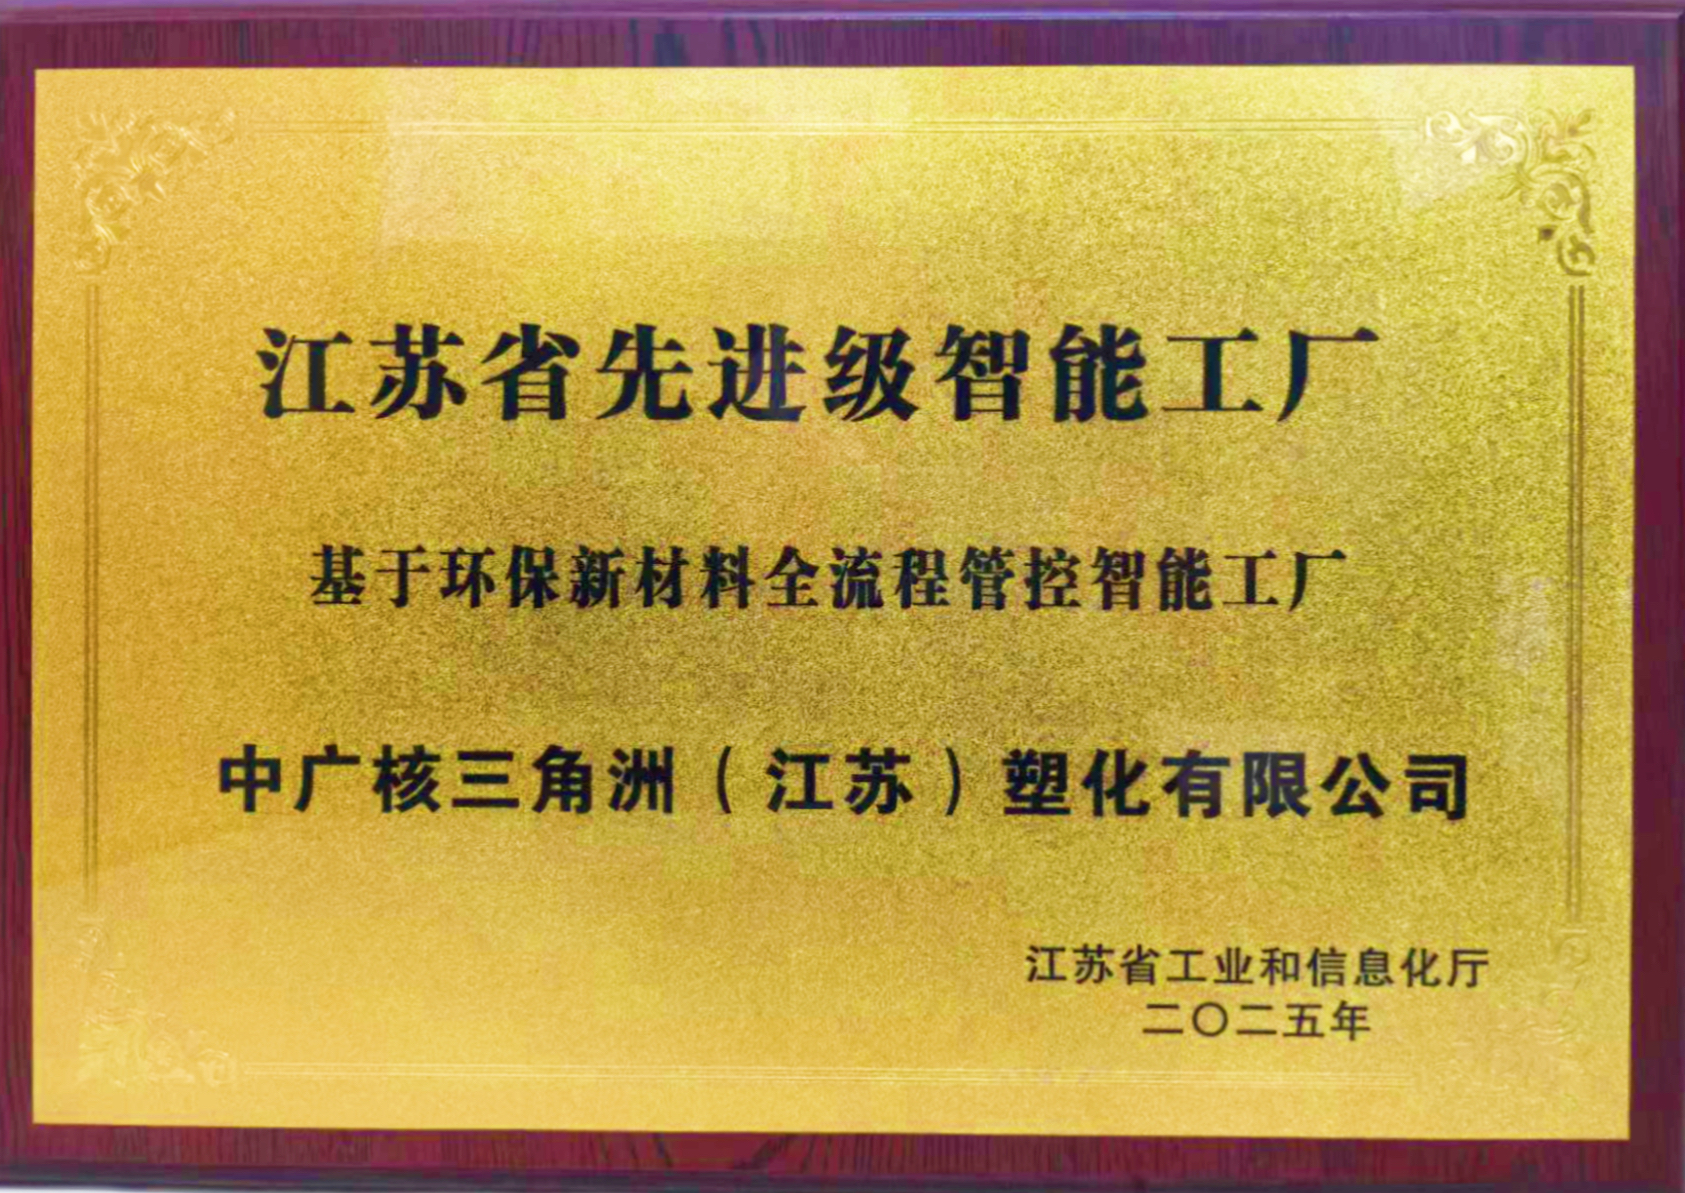 江苏省先进级智能工厂
基于环保新材料全流程管控智能工厂
中广核三角洲（江苏）塑化有限公司
江苏省工业和信息化厅
二〇二五年